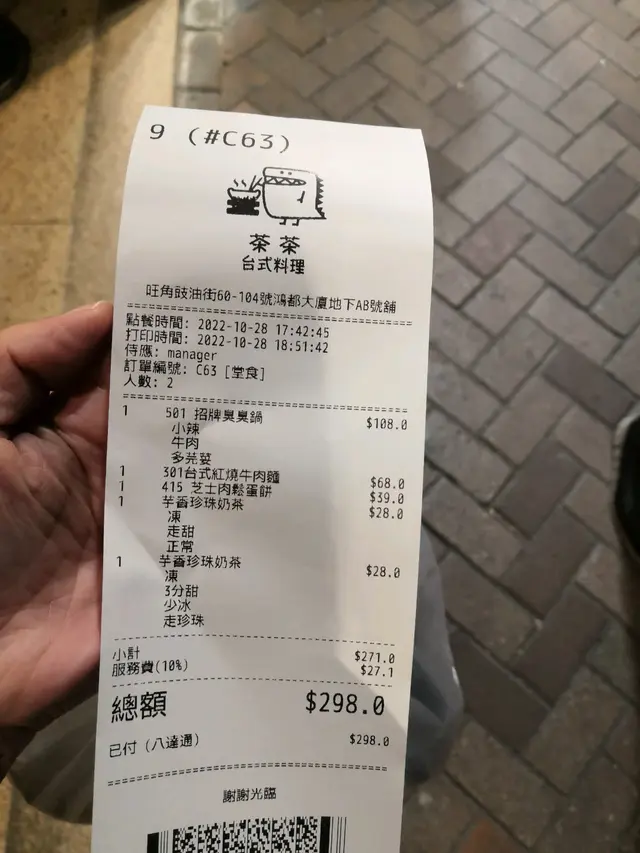 9 (#C63)
茶茶
台式料理
旺角豉油街60-104號鴻都大廈地下AB號舖
點餐時間: 2022-10-28 17:42:45
打印時間: 2022-10-28 18:51:42
侍應: manager
訂單編號: C63 [堂食]
人數: 2
1 501 招牌臭臭鍋 $108.0
小辣
牛肉
多芫荽
1 301台式紅燒牛肉麵 $68.0
1 415 芝士肉鬆蛋餅 $39.0
1 芋香珍珠奶茶 $28.0
凍
走甜
正常
1 芋香珍珠奶茶 $28.0
凍
3分甜
少冰
走珍珠
小計 $271.0
服務費(10%) $27.1
總額 $298.0
已付 (八達通) $298.0
謝謝光臨